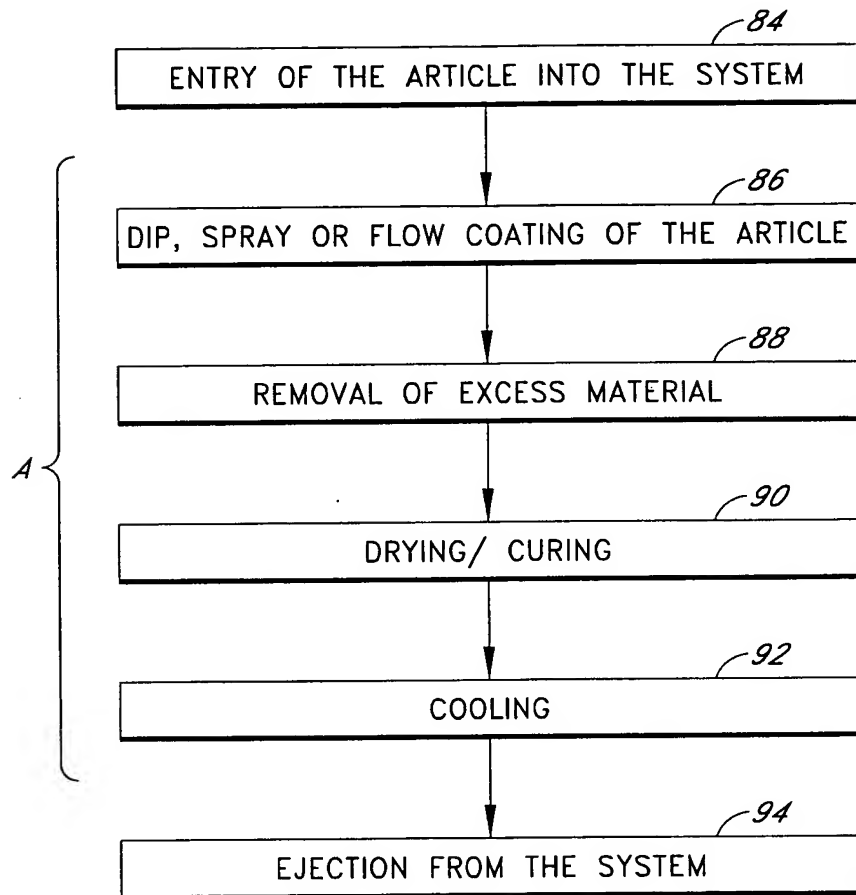 84
ENTRY OF THE ARTICLE INTO THE SYSTEM
86
DIP, SPRAY OR FLOW COATING OF THE ARTICLE
88
REMOVAL OF EXCESS MATERIAL
A
90
DRYING/ CURING
92
COOLING
94
EJECTION FROM THE SYSTEM